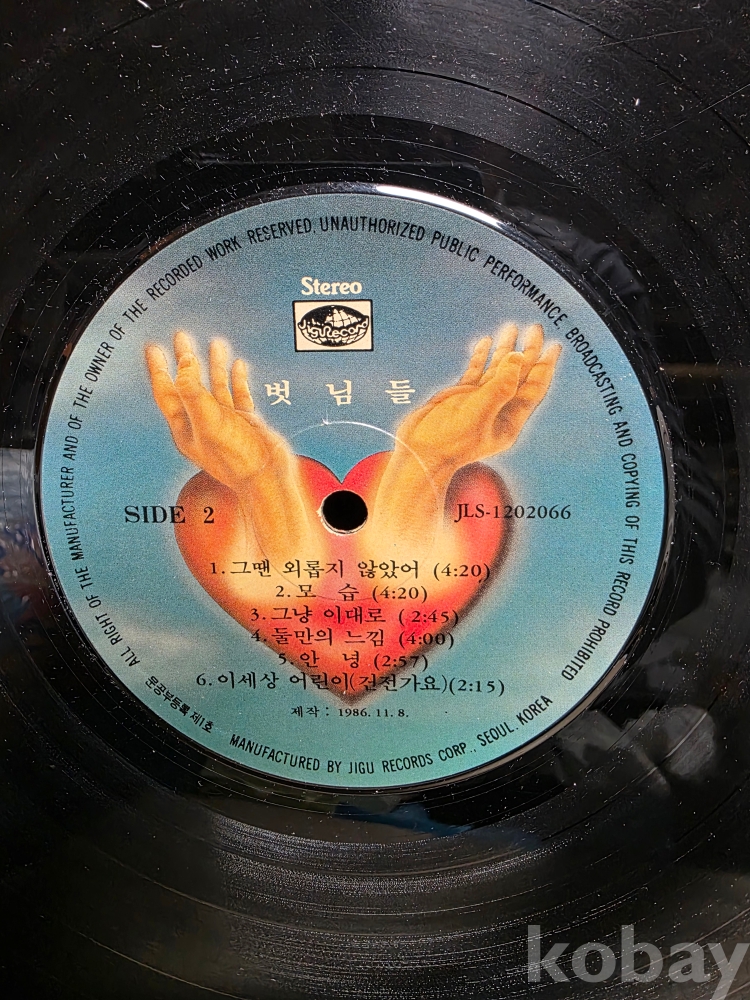 ALL RIGHT OF THE MANUFACTURER AND OF THE OWNER OF THE RECORDED WORK RESERVED. UNAUTHORIZED PUBLIC PERFORMANCE BROADCASTING AND COPYING OF THIS RECORD PROHIBITED
Stereo
JIGU RECORD
벗 님 들
SIDE 2
JLS-1202066
1. 그땐 외롭지 않았어 (4:20)
2. 모 습 (4:20)
3. 그냥 이대로 (2:45)
4. 둘만의 느낌 (4:00)
5. 안 녕 (2:57)
6. 이세상 어린이(건전가요)(2:15)
제작 : 1986. 11. 8.
문공부등록 제1호
MANUFACTURED BY JIGU RECORDS CORP., SEOUL, KOREA
kobay